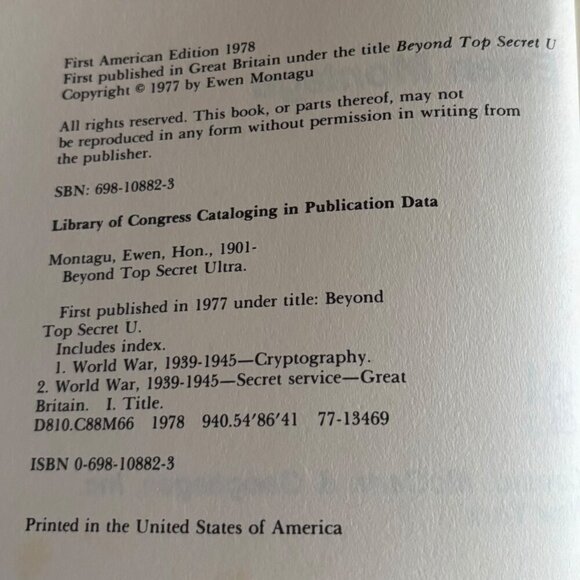 First American Edition 1978
First published in Great Britain under the title Beyond Top Secret U
Copyright © 1977 by Ewen Montagu
All rights reserved. This book, or parts thereof, may not
be reproduced in any form without permission in writing from
the publisher.
SBN: 698-10882-3
Library of Congress Cataloging in Publication Data
Montagu, Ewen, Hon., 1901-
Beyond Top Secret Ultra.
First published in 1977 under title: Beyond
Top Secret U.
Includes index.
1. World War, 1939-1945—Cryptography.
2. World War, 1939-1945—Secret service—Great
Britain. I. Title.
D810.C88M66 1978 940.54'86'41 77-13469
ISBN 0-698-10882-3
Printed in the United States of America